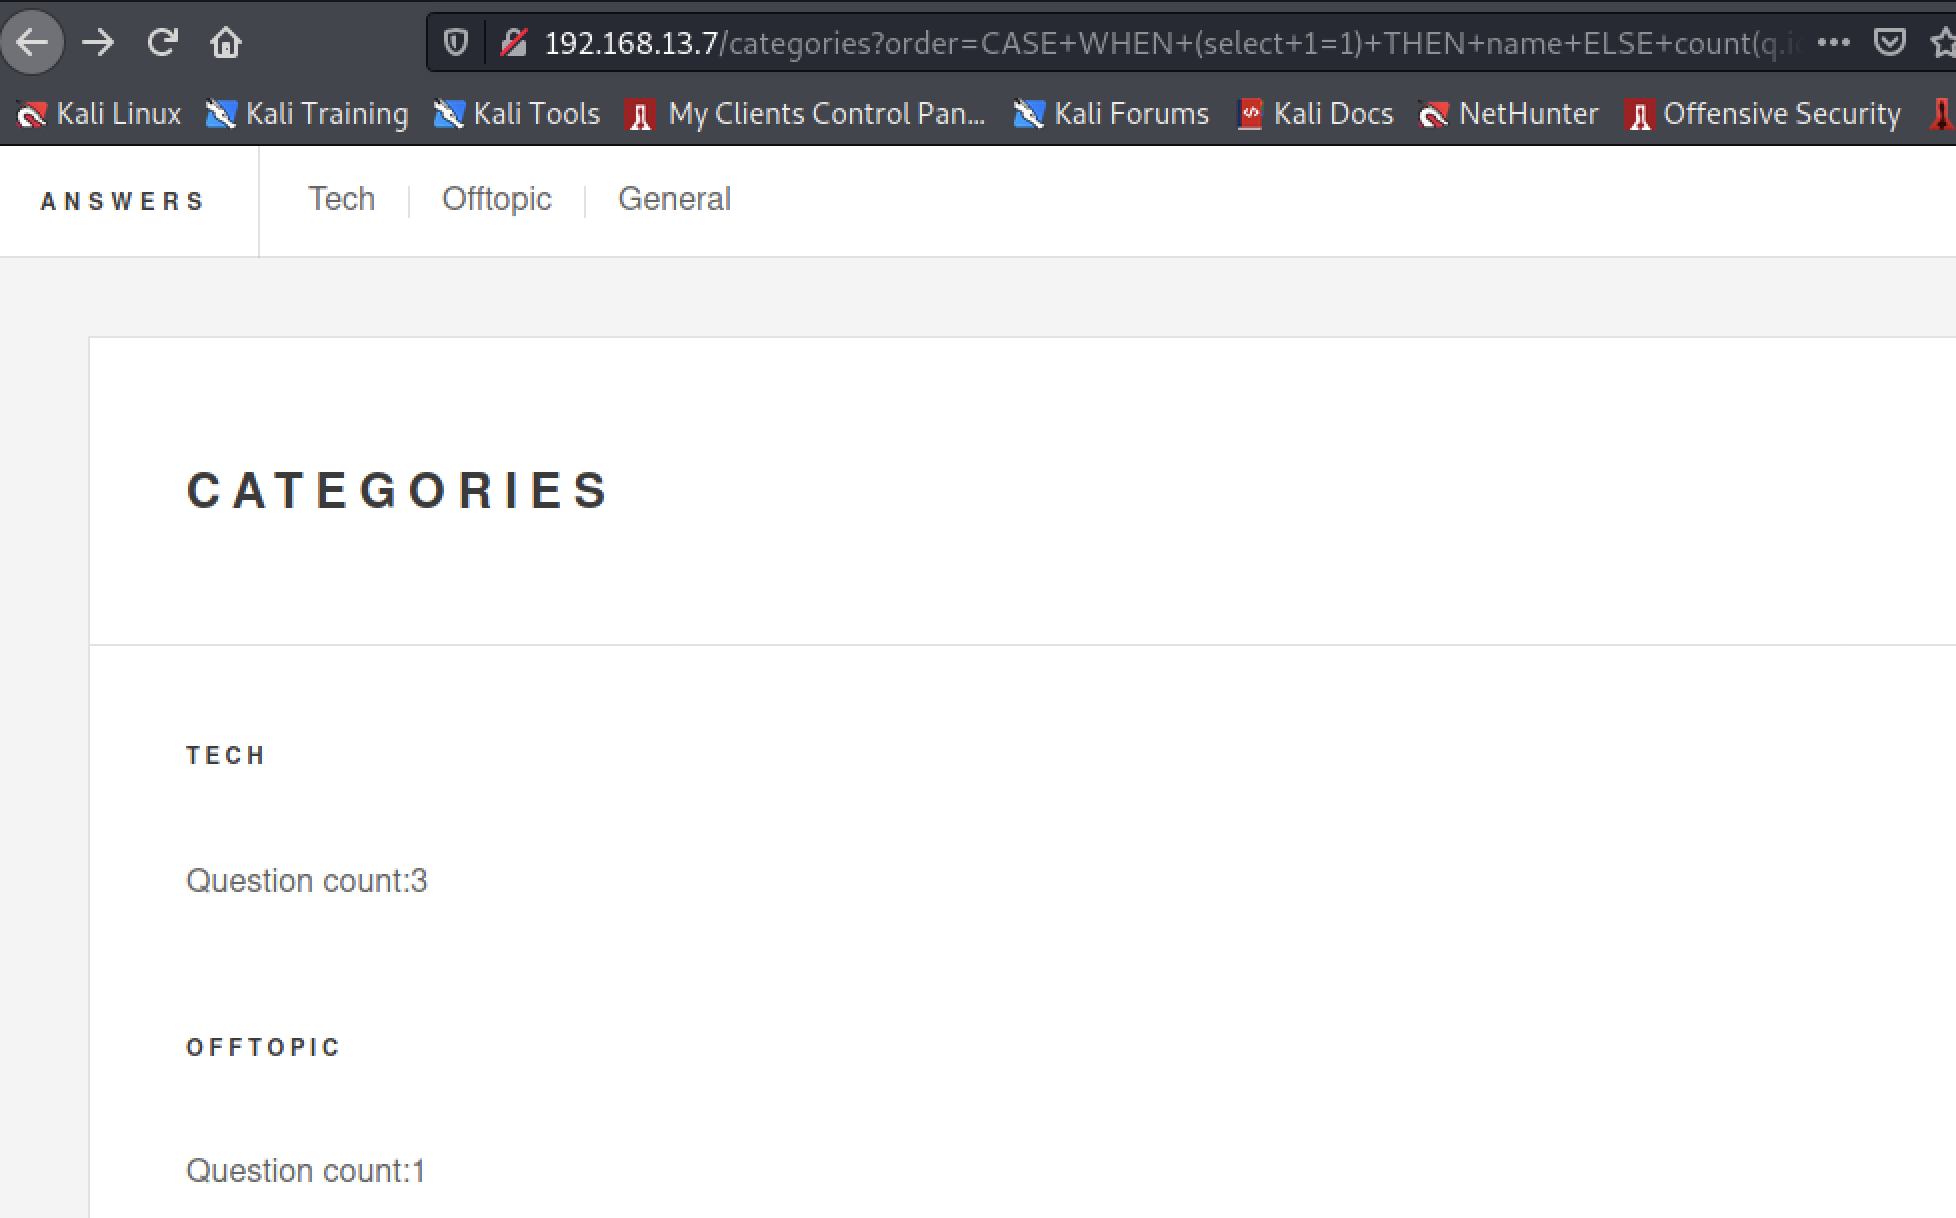 192.168.13.7/categories?order=CASE+WHEN+(select+1=1)+THEN+name+ELSE+count(q.i
Kali Linux Kali Training Kali Tools My Clients Control Pan... Kali Forums Kali Docs NetHunter Offensive Security
ANSWERS Tech Offtopic General
CATEGORIES
TECH
Question count:3
OFFTOPIC
Question count:1